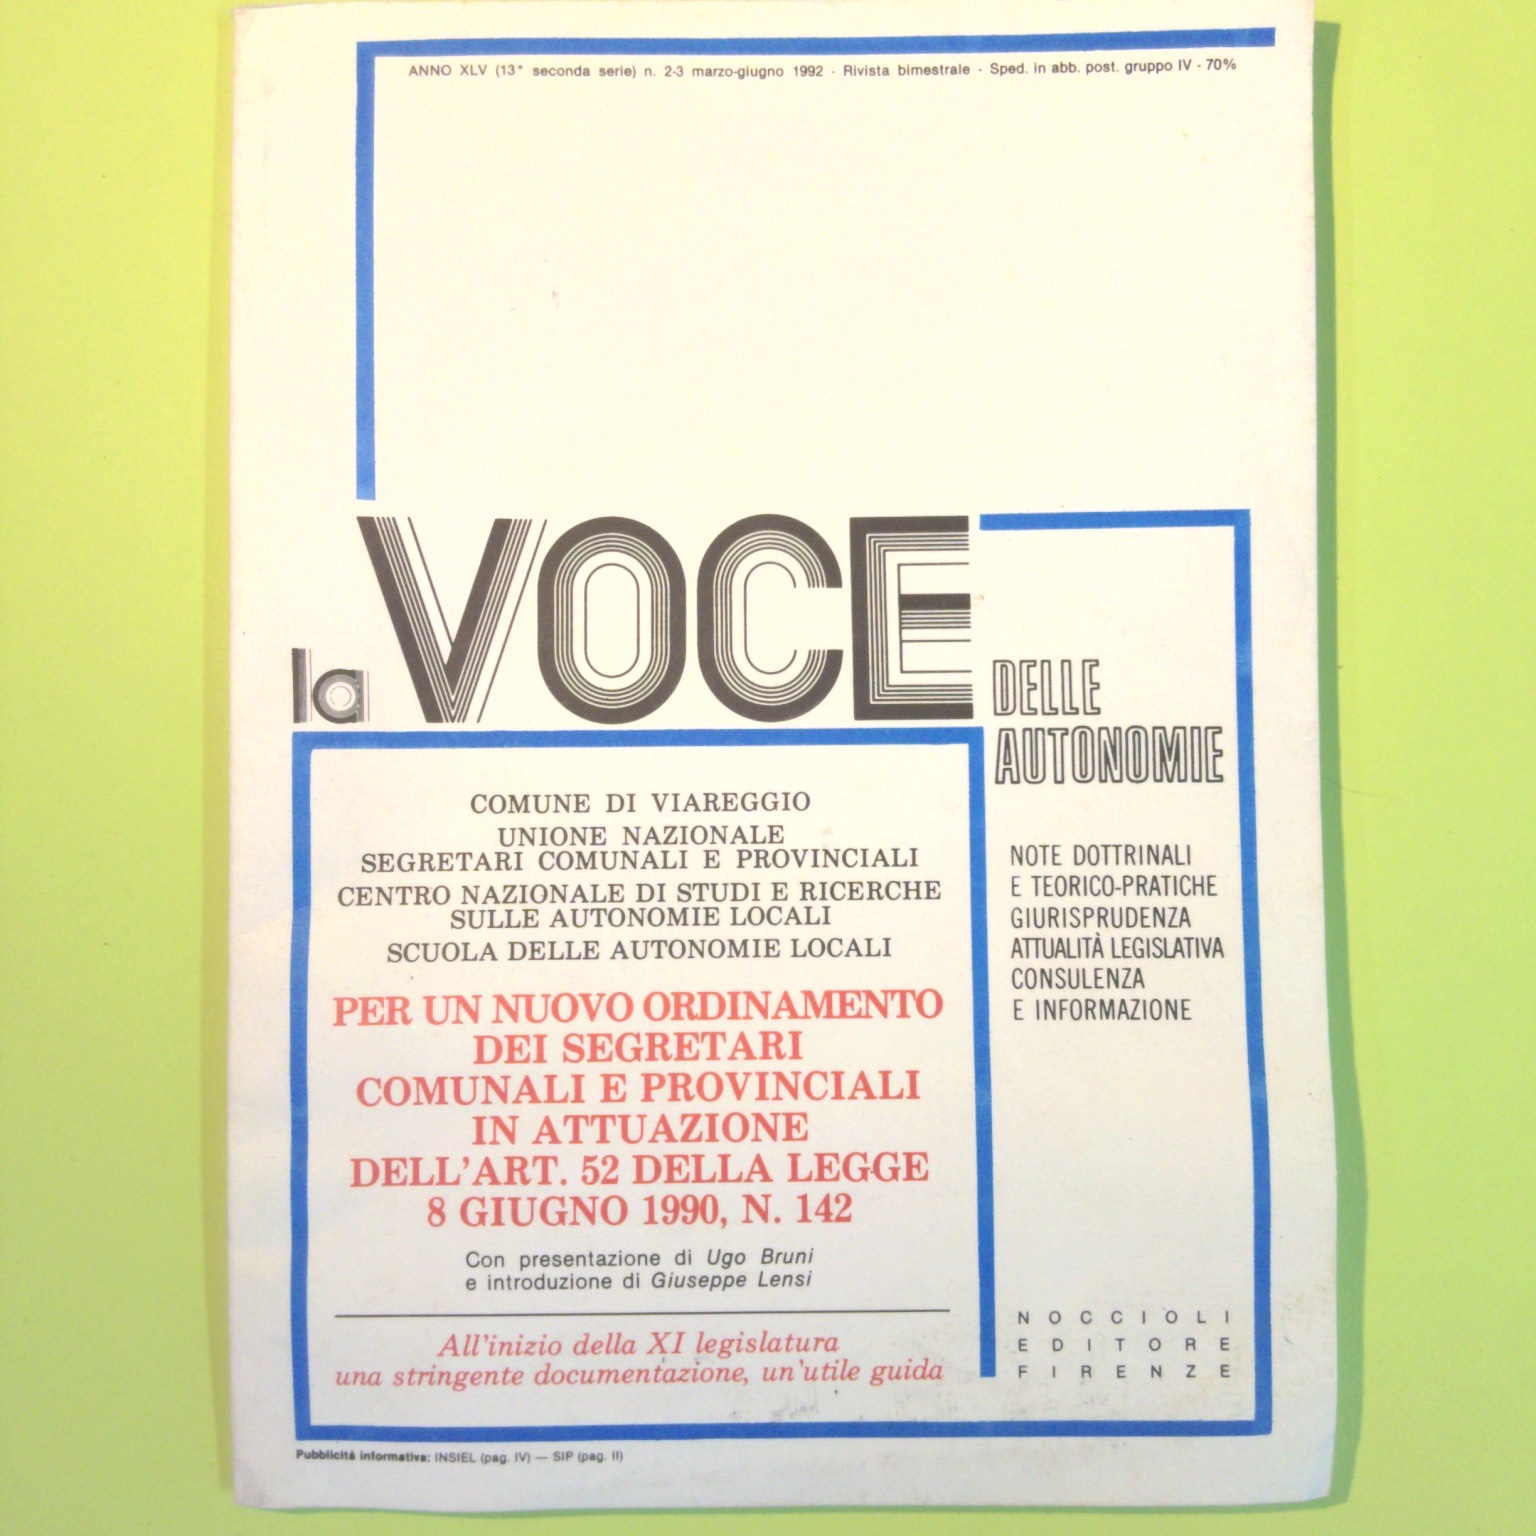 ANNO XLV (13° seconda serie) n. 2-3 marzo-giugno 1992 - Rivista bimestrale - Sped. in abb. post. gruppo IV - 70%
la VOCE
DELLE
AUTONOMIE
COMUNE DI VIAREGGIO
UNIONE NAZIONALE
SEGRETARI COMUNALI E PROVINCIALI
CENTRO NAZIONALE DI STUDI E RICERCHE
SULLE AUTONOMIE LOCALI
SCUOLA DELLE AUTONOMIE LOCALI
PER UN NUOVO ORDINAMENTO
DEI SEGRETARI
COMUNALI E PROVINCIALI
IN ATTUAZIONE
DELL'ART. 52 DELLA LEGGE
8 GIUGNO 1990, N. 142
Con presentazione di Ugo Bruni
e introduzione di Giuseppe Lensi
All'inizio della XI legislatura
una stringente documentazione, un'utile guida
NOTE DOTTRINALI
E TEORICO-PRATICHE
GIURISPRUDENZA
ATTUALITÀ LEGISLATIVA
CONSULENZA
E INFORMAZIONE
NOCCIOLI
EDITORE
FIRENZE
Pubblicità informativa: INSIEL (pag. IV) — SIP (pag. II)